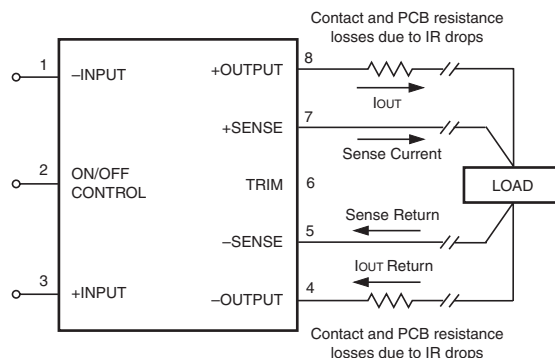 Contact and PCB resistance
losses due to IR drops
1
–INPUT
+OUTPUT
8
IOUT
+SENSE
7
Sense Current
2
ON/OFF
CONTROL
TRIM
6
LOAD
Sense Return
–SENSE
5
IOUT Return
3
+INPUT
–OUTPUT
4
Contact and PCB resistance
losses due to IR drops